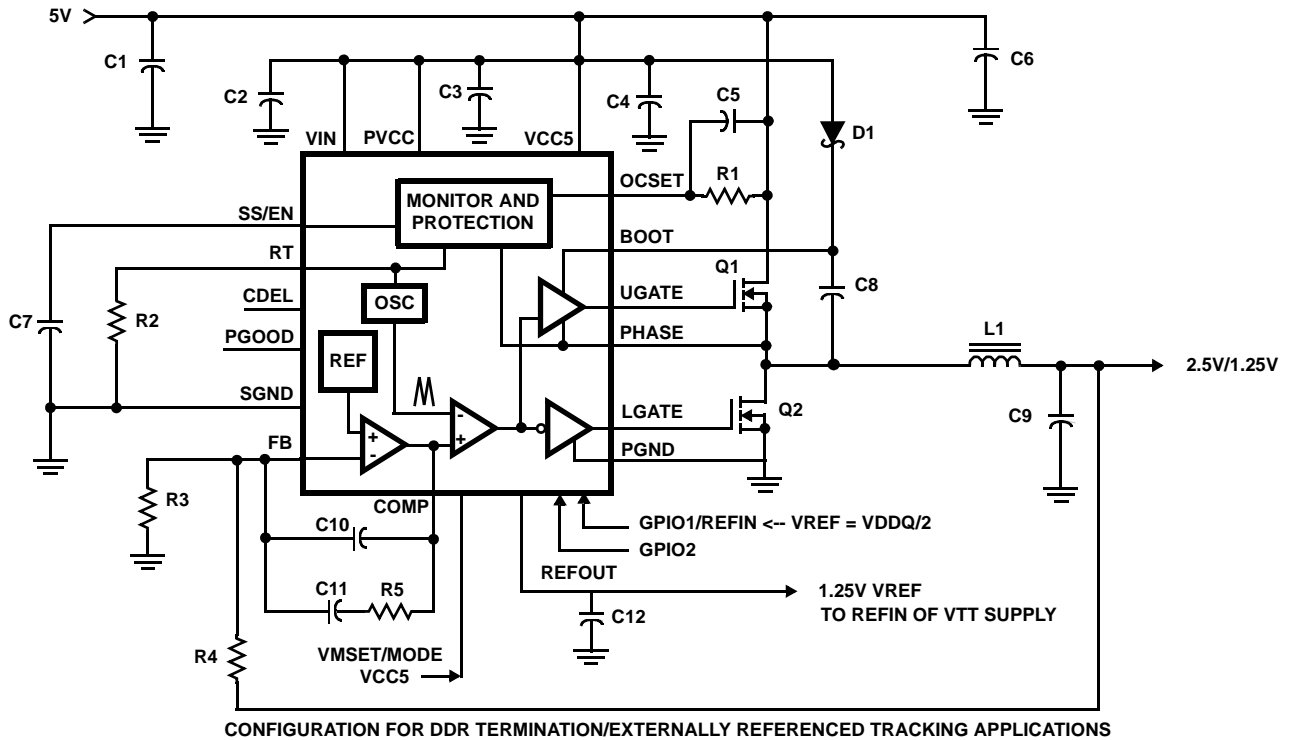 5V
C1
C6
C2
C3
C4
C5
D1
VIN
PVCC
VCC5
OCSET
R1
MONITOR AND
PROTECTION
SS/EN
RT
BOOT
Q1
C8
CDEL
OSC
UGATE
C7
R2
PGOOD
REF
PHASE
L1
2.5V/1.25V
SGND
LGATE
Q2
C9
FB
+
-
-
+
PGND
R3
COMP
C10
GPIO1/REFIN <-- VREF = VDDQ/2
GPIO2
C11
R5
REFOUT
1.25V VREF
TO REFIN OF VTT SUPPLY
C12
R4
VMSET/MODE
VCC5
CONFIGURATION FOR DDR TERMINATION/EXTERNALLY REFERENCED TRACKING APPLICATIONS